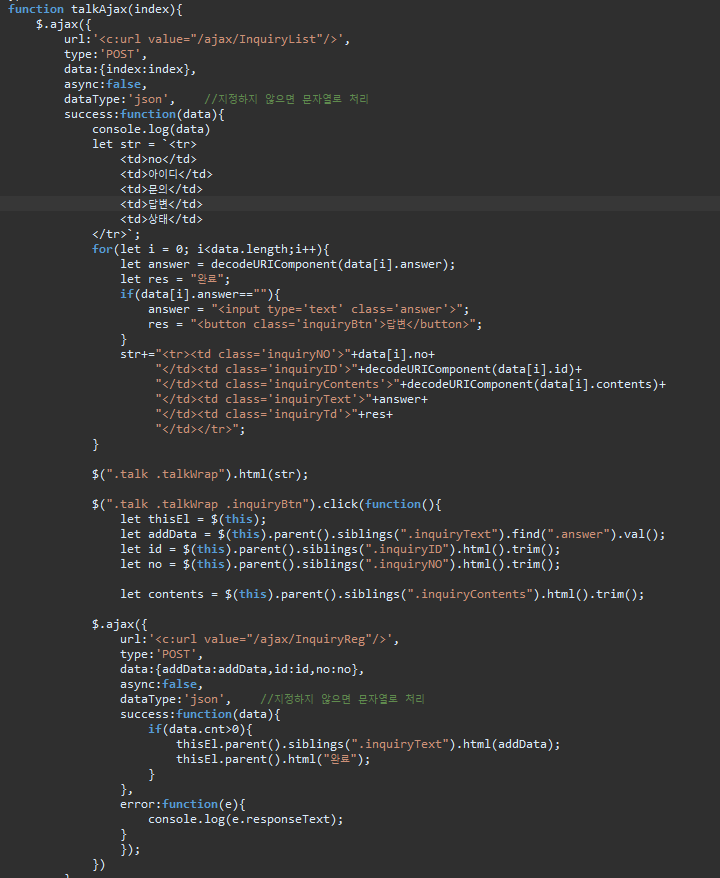 function talkAjax(index){
    $.ajax({
        url:'<c:url value="/ajax/InquiryList"/>',
        type:'POST',
        data:{index:index},
        async:false,
        dataType:'json',    //지정하지 않으면 문자열로 처리
        success:function(data){
            console.log(data)
            let str = `<tr>
                <td>no</td>
                <td>아이디</td>
                <td>문의</td>
                <td>답변</td>
                <td>상태</td>
            </tr>`;
            for(let i = 0; i<data.length;i++){
                let answer = decodeURIComponent(data[i].answer);
                let res = "완료";
                if(data[i].answer==""){
                    answer = "<input type='text' class='answer'>";
                    res = "<button class='inquiryBtn'>답변</button>";
                }
                str+="<tr><td class='inquiryNO'>"+data[i].no+
                     "</td><td class='inquiryID'>"+decodeURIComponent(data[i].id)+
                     "</td><td class='inquiryContents'>"+decodeURIComponent(data[i].contents)+
                     "</td><td class='inquiryText'>"+answer+
                     "</td><td class='inquiryTd'>"+res+
                     "</td></tr>";
            }
            $(".talk .talkWrap").html(str);
            $(".talk .talkWrap .inquiryBtn").click(function(){
                let thisEl = $(this);
                let addData = $(this).parent().siblings(".inquiryText").find(".answer").val();
                let id = $(this).parent().siblings(".inquiryID").html().trim();
                let no = $(this).parent().siblings(".inquiryNO").html().trim();
                let contents = $(this).parent().siblings(".inquiryContents").html().trim();
            $.ajax({
                url:'<c:url value="/ajax/InquiryReg"/>',
                type:'POST',
                data:{addData:addData,id:id,no:no},
                async:false,
                dataType:'json',    //지정하지 않으면 문자열로 처리
                success:function(data){
                    if(data.cnt>0){
                        thisEl.parent().siblings(".inquiryText").html(addData);
                        thisEl.parent().html("완료");
                    }
                },
                error:function(e){
                    console.log(e.responseText);
                }
                });
            })